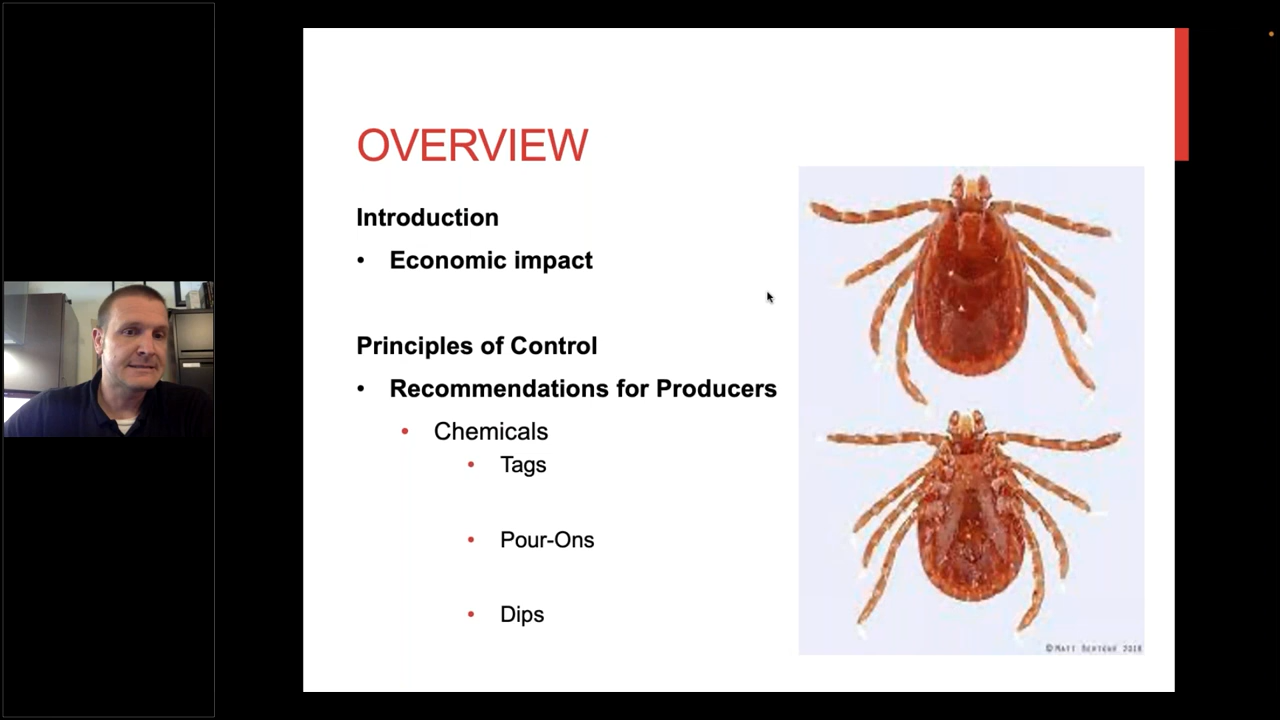 OVERVIEW
Introduction
• Economic impact
Principles of Control
• Recommendations for Producers
• Chemicals
• Tags
• Pour-Ons
• Dips
©Matt Bertone 2018